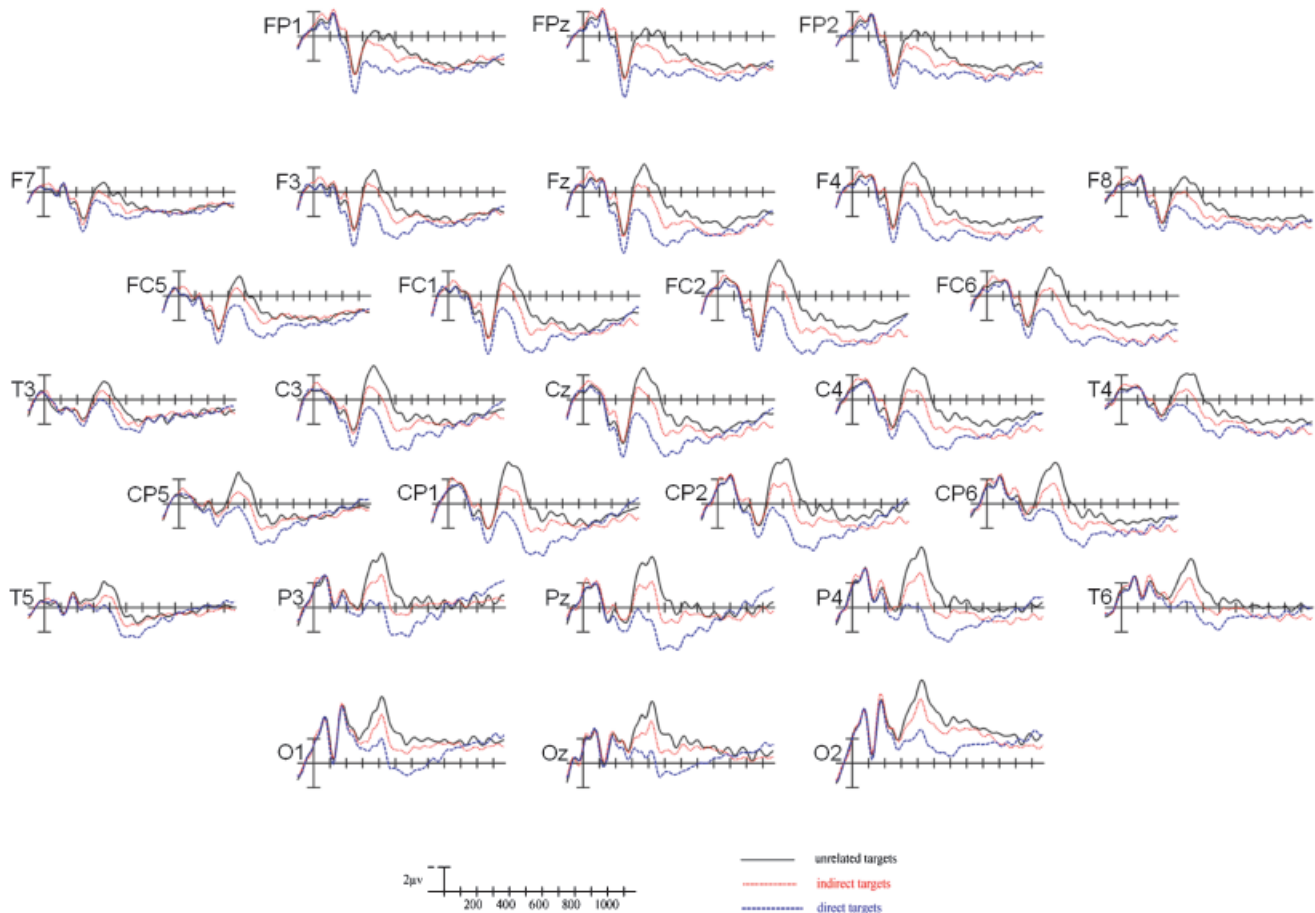 FP1 FPz FP2
F7 F3 Fz F4 F8
FC5 FC1 FC2 FC6
T3 C3 Cz C4 T4
CP5 CP1 CP2 CP6
T5 P3 Pz P4 T6
O1 Oz O2
unrelated targets
2µv
indirect targets
200 400 600 800 1000
direct targets